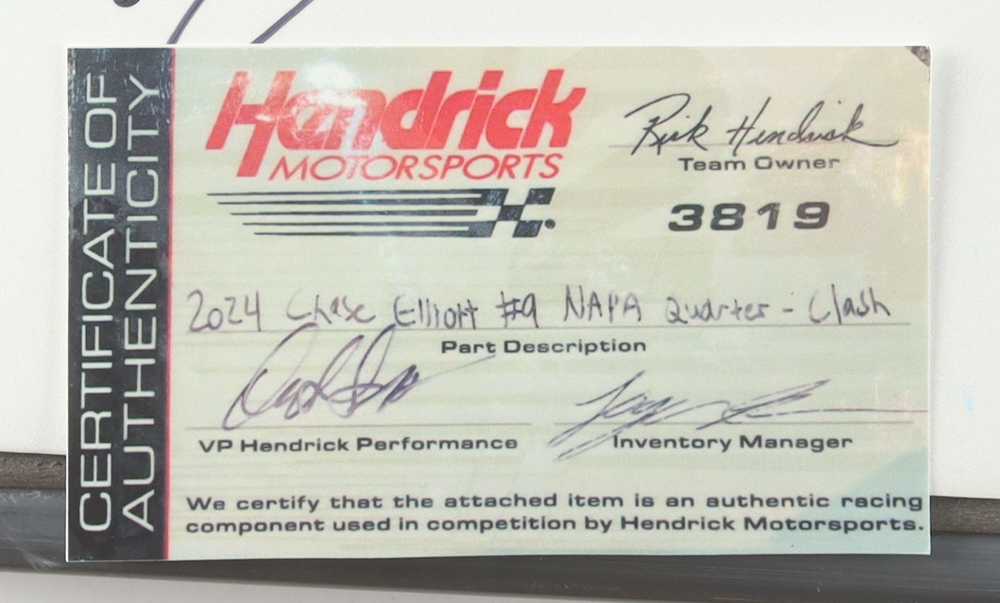 CERTIFICATE OF
AUTHENTICITY
Hendrick
MOTORSPORTS
Rick Hendrick
Team Owner
3819
2024 Chase Elliott #9 NAPA Quarter - Clash
Part Description
VP Hendrick Performance
Inventory Manager
We certify that the attached item is an authentic racing
component used in competition by Hendrick Motorsports.